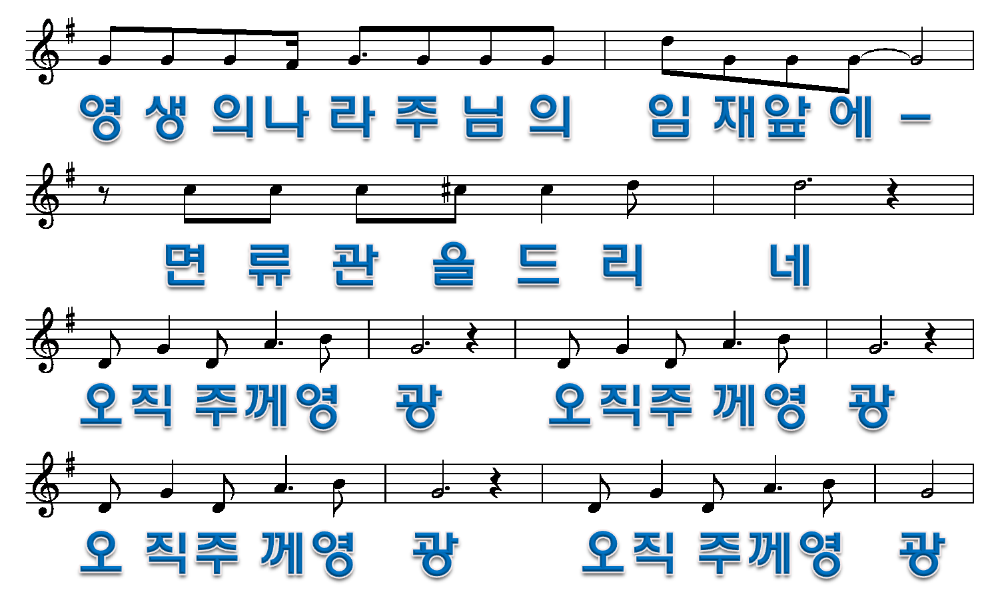 영 생 의나 라 주 님 의 임 재앞 에 –
면 류 관 을 드 리 네
오 직 주께영 광 오 직주 께영 광
오 직주 께영 광 오 직 주께영 광